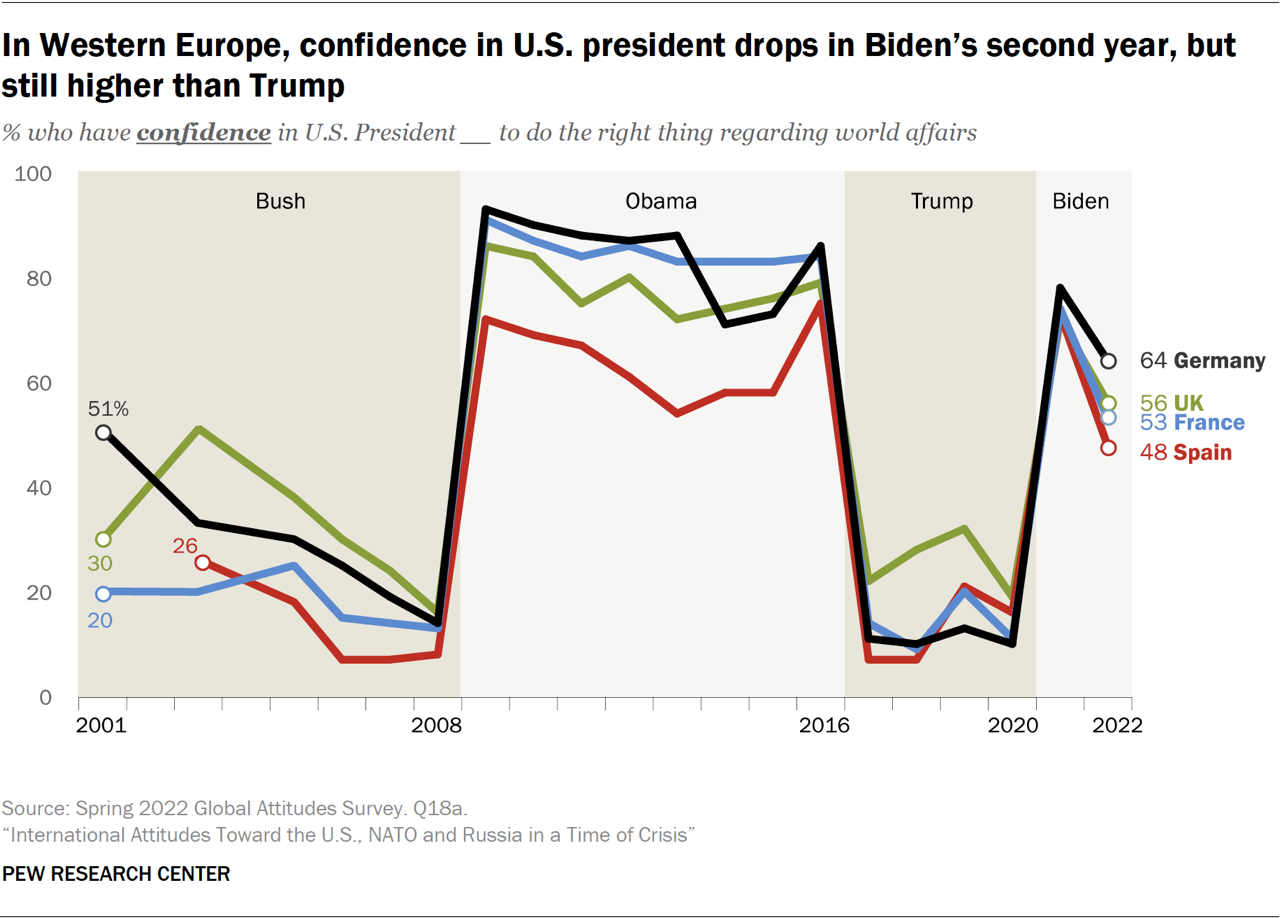 In Western Europe, confidence in U.S. president drops in Biden’s second year, but
still higher than Trump
% who have confidence in U.S. President __ to do the right thing regarding world affairs
100
Bush
Obama
Trump
Biden
80
60
64 Germany
51%
56 UK
53 France
48 Spain
40
26
30
20
20
0
2001
2008
2016
2020
2022
Source: Spring 2022 Global Attitudes Survey. Q18a.
“International Attitudes Toward the U.S., NATO and Russia in a Time of Crisis”
PEW RESEARCH CENTER